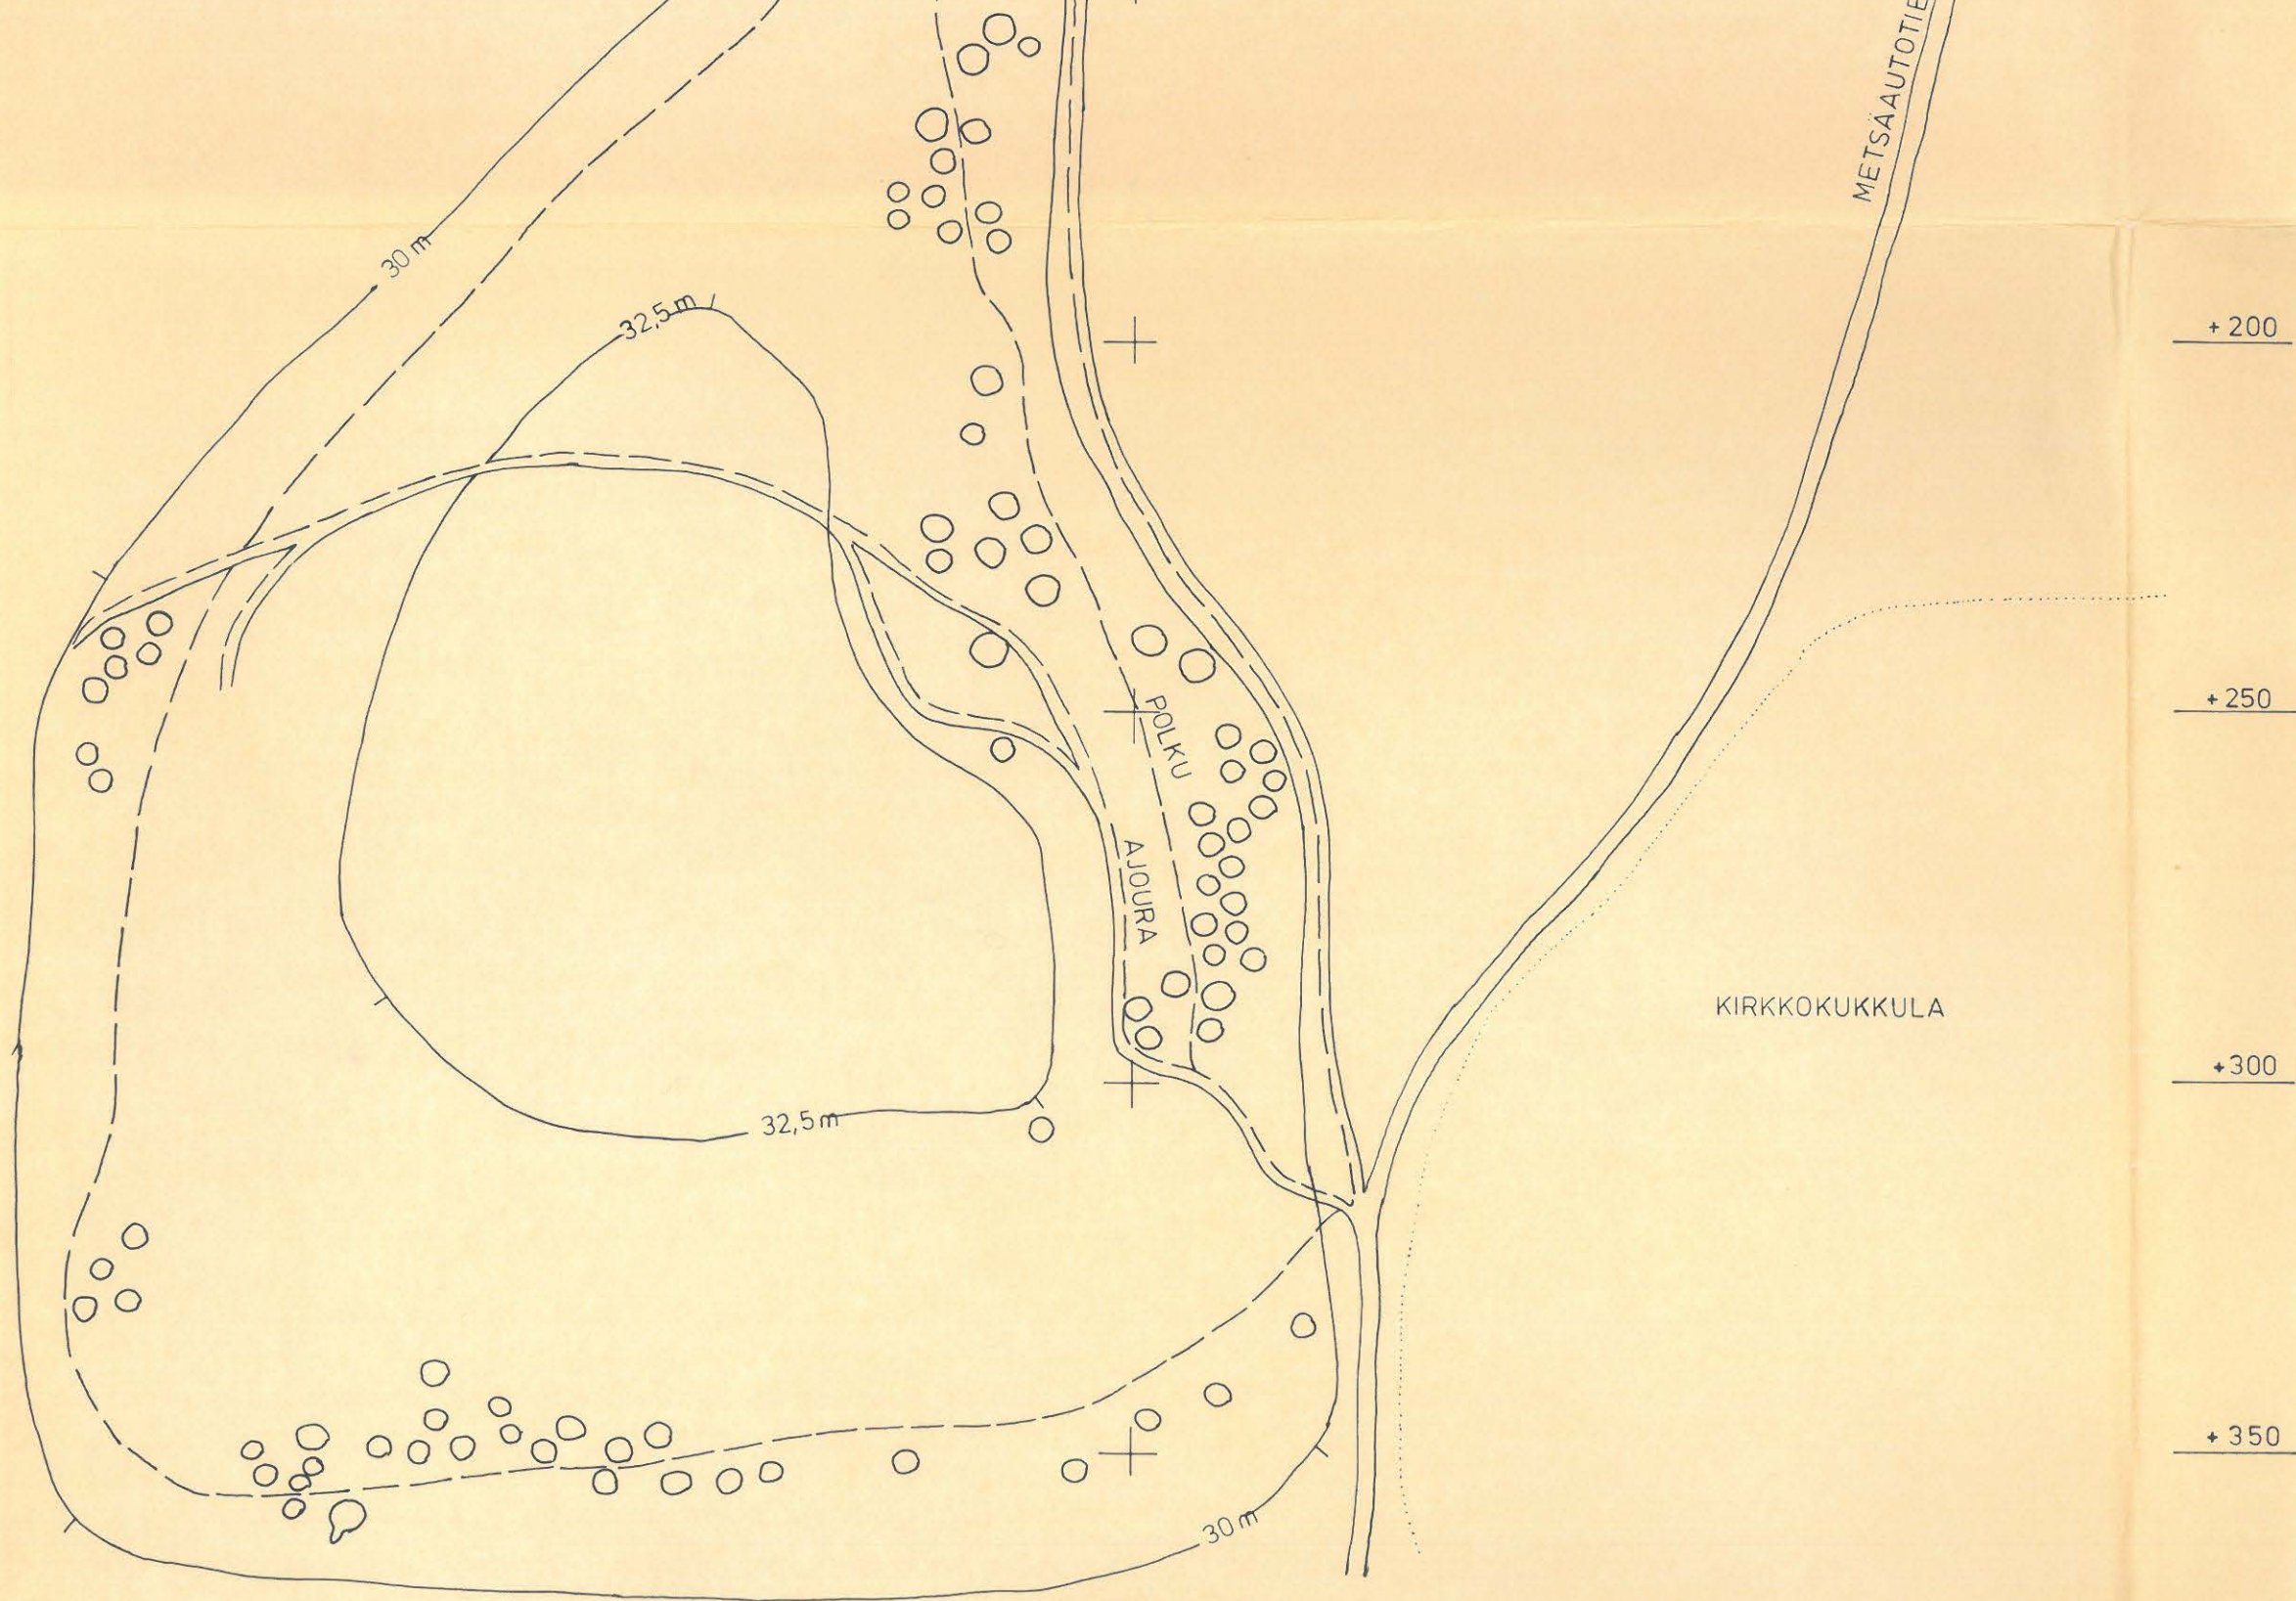 METSÄAUTOTIE
30 m
32,5 m
+ 200
+ 250
POLKU
AJOURA
KIRKKOKUKKULA
+300
32,5 m
+ 350
30 m